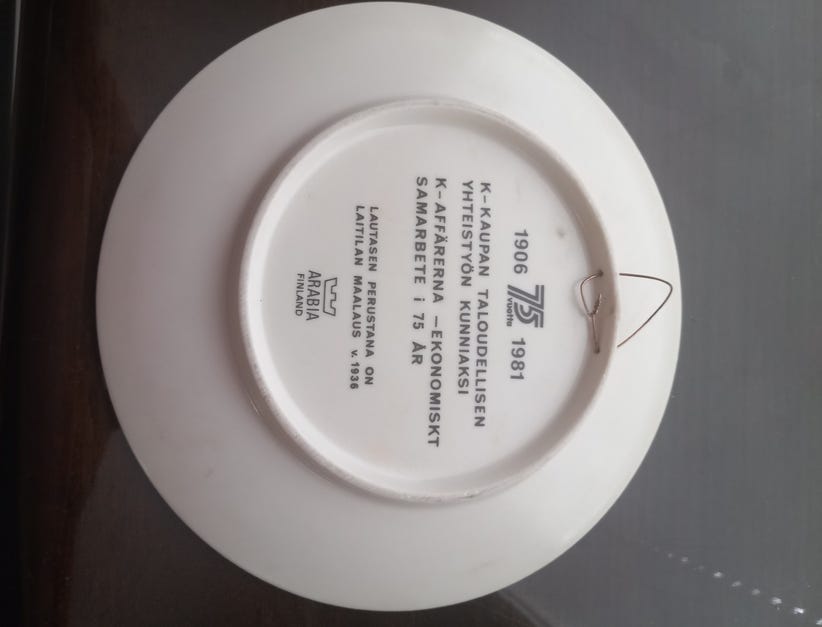 1906 75 vuotta 1981
K-KAUPAN TALOUDELLISEN
YHTEISTYÖN KUNNIAKSI
K-AFFÄRERNA -EKONOMISKT
SAMARBETE i 75 ÅR
LAUTASEN PERUSTANA ON
LAITILAN MAALAUS v. 1936
ARABIA
FINLAND